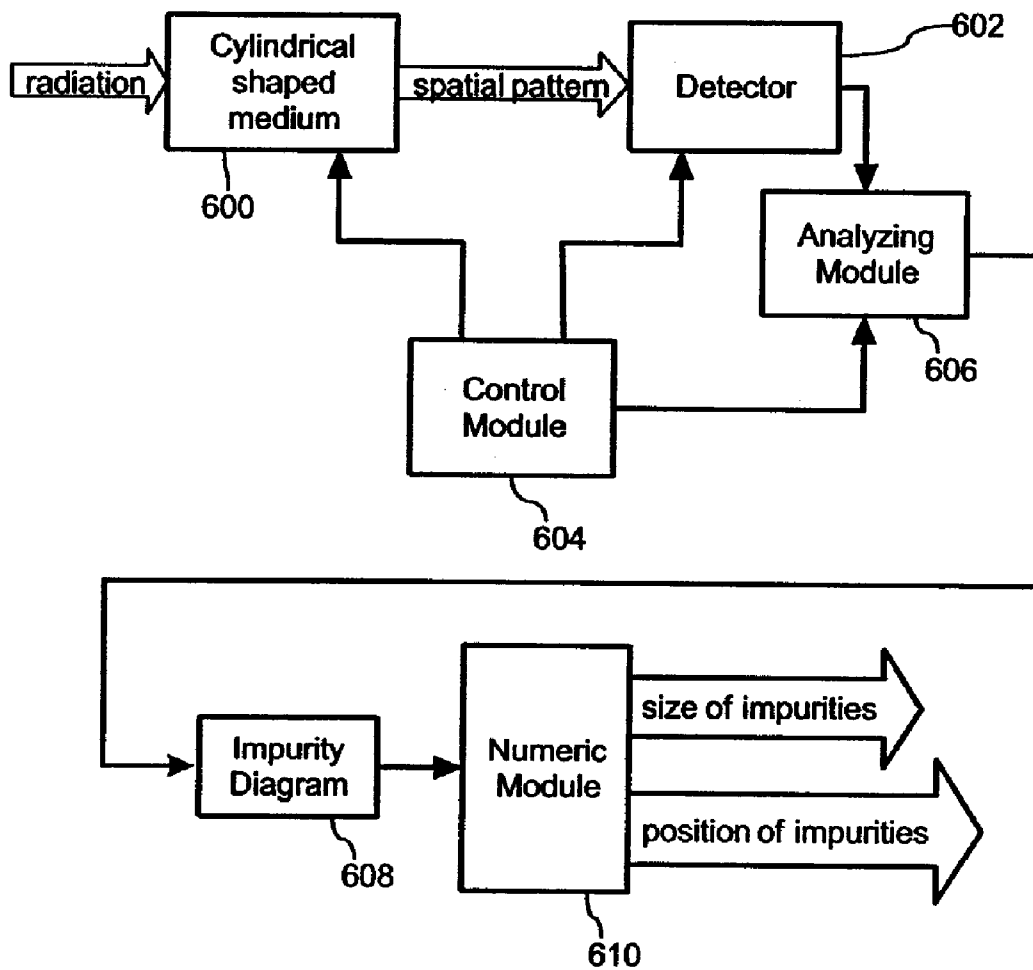 radiation
Cylindrical
shaped
medium
600
spatial pattern
Detector
602
Analyzing
Module
606
Control
Module
604
Impurity
Diagram
608
Numeric
Module
610
size of impurities
position of impurities